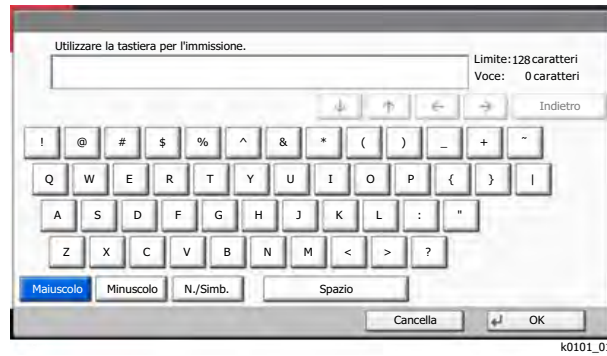 Utilizzare la tastiera per l'immissione.
Limite: 128 caratteri
Voce: 0 caratteri
Indietro
! @ # $ % ^ & * ( ) _ + ~
Q W E R T Y U I O P { } |
A S D F G H J K L : "
Z X C V B N M < > ?
Maiuscolo Minuscolo N./Simb. Spazio
Cancella OK